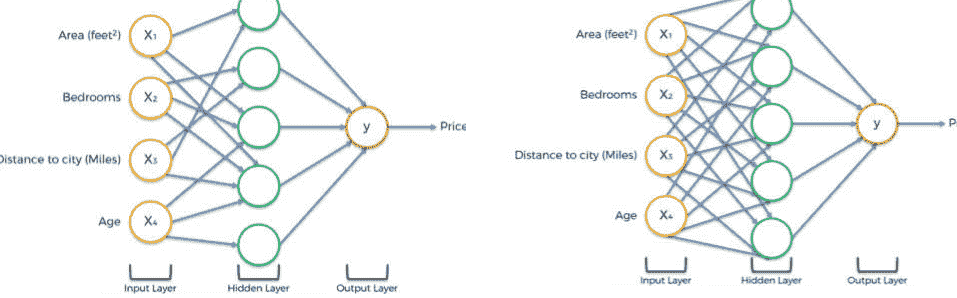 Area (feet²)
X₁
Bedrooms
X₂
Distance to city (Miles)
X₃
Age
X₄
y
Price
Input Layer
Hidden Layer
Output Layer
Area (feet²)
X₁
Bedrooms
X₂
Distance to city (Miles)
X₃
Age
X₄
y
P
Input Layer
Hidden Layer
Output Layer